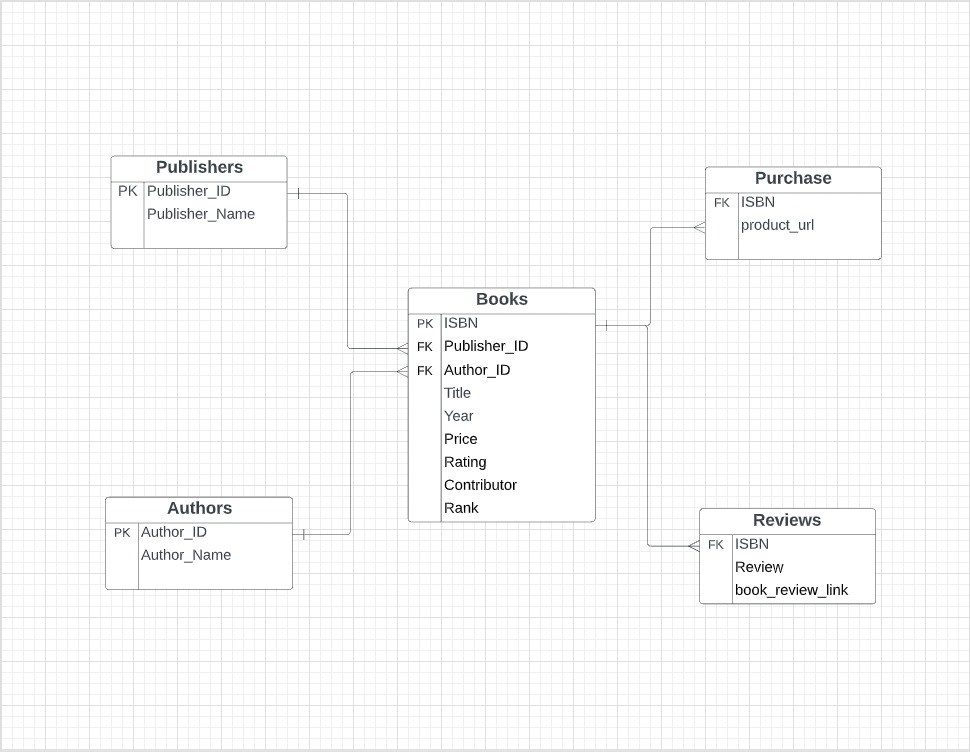 Publishers
PK Publisher_ID
Publisher_Name
Purchase
FK ISBN
product_url
Books
PK ISBN
FK Publisher_ID
FK Author_ID
Title
Year
Price
Rating
Contributor
Rank
Authors
PK Author_ID
Author_Name
Reviews
FK ISBN
Review
book_review_link